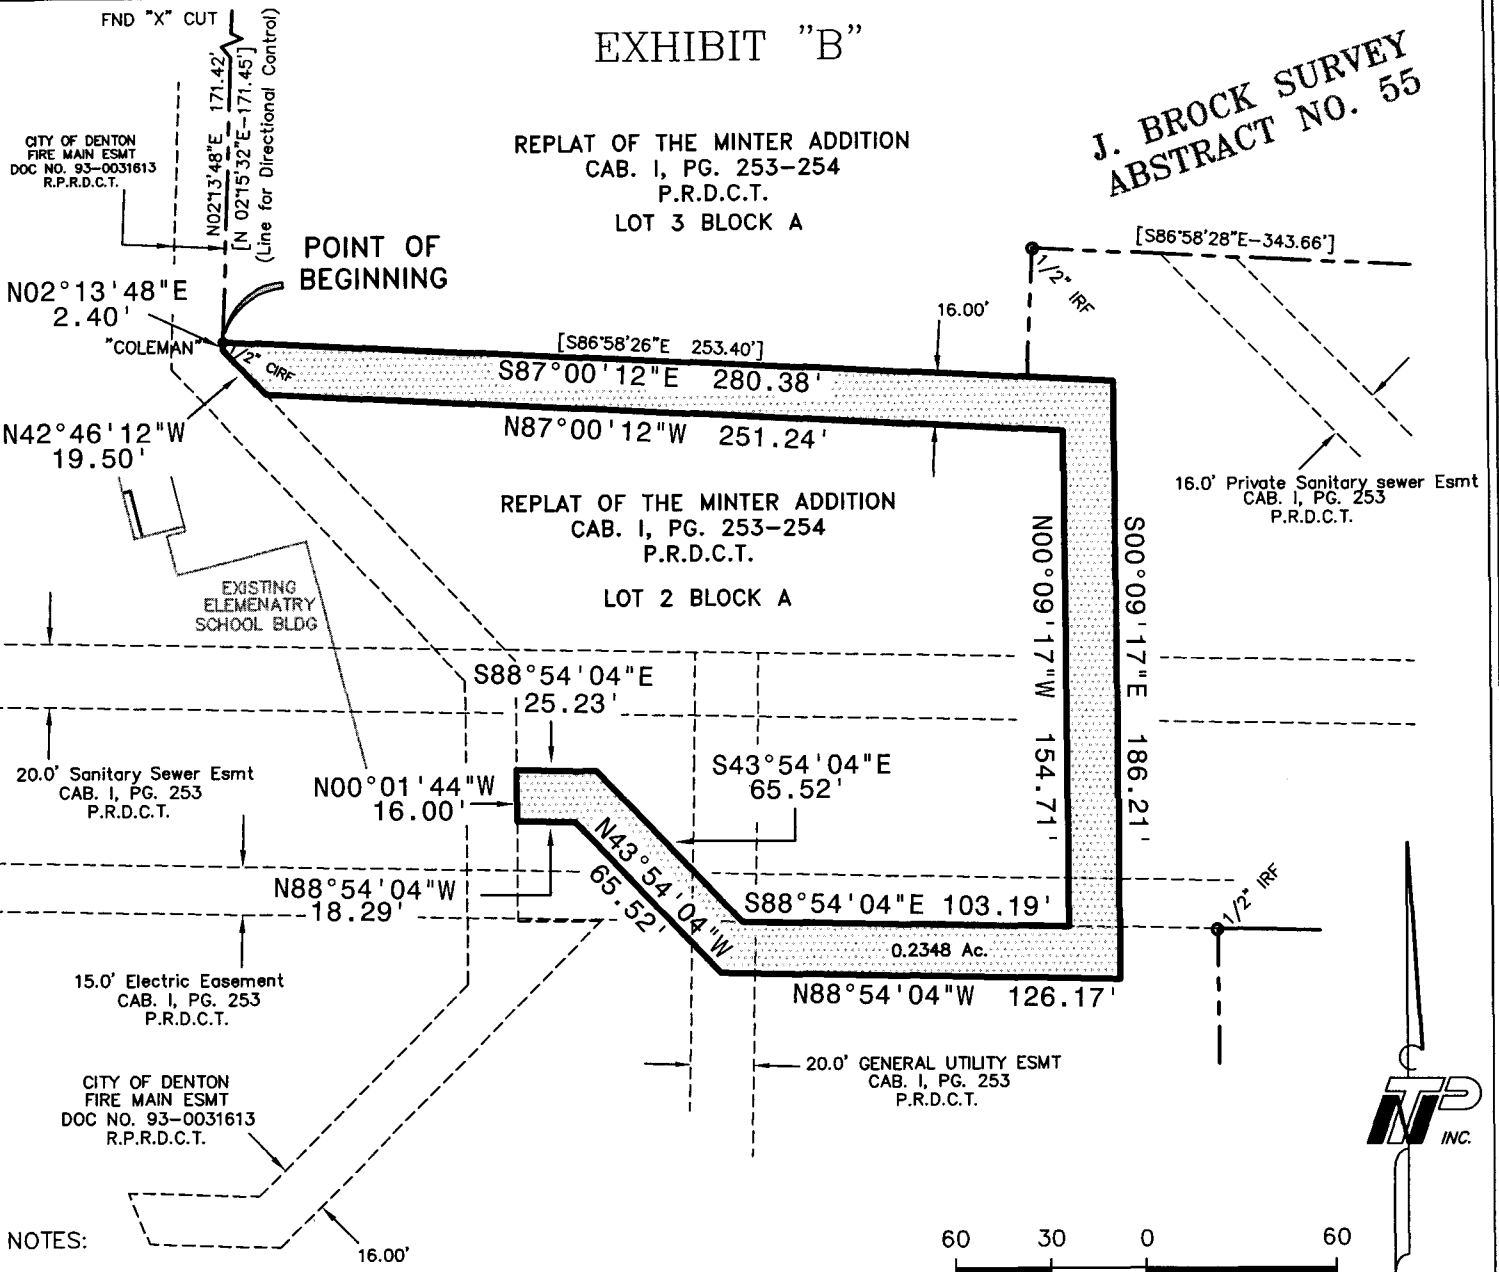 FND "X" CUT
EXHIBIT "B"
J. BROCK SURVEY
ABSTRACT NO. 55
N02°13'48"E 171.42'
[N 02°15'32"E-171.45']
(Line for Directional Control)
CITY OF DENTON
FIRE MAIN ESMT
DOC NO. 93-0031613
R.P.R.D.C.T.
REPLAT OF THE MINTER ADDITION
CAB. I, PG. 253-254
P.R.D.C.T.
LOT 3 BLOCK A
POINT OF
BEGINNING
[S86°58'28"E-343.66']
1/2" IRF
N02°13'48"E
2.40'
"COLEMAN"
1/2" CIRF
16.00'
[S86°58'26"E 253.40']
S87°00'12"E 280.38'
N87°00'12"W 251.24'
N42°46'12"W
19.50'
16.0' Private Sanitary sewer Esmt
CAB. I, PG. 253
P.R.D.C.T.
REPLAT OF THE MINTER ADDITION
CAB. I, PG. 253-254
P.R.D.C.T.
LOT 2 BLOCK A
N00°09'17"W 154.71'
S00°09'17"E 186.21'
EXISTING
ELEMENATRY
SCHOOL BLDG
S88°54'04"E
25.23'
20.0' Sanitary Sewer Esmt
CAB. I, PG. 253
P.R.D.C.T.
N00°01'44"W
16.00'
S43°54'04"E
65.52'
N43°54'04"W
65.52'
N88°54'04"W
18.29'
S88°54'04"E 103.19'
1/2" IRF
0.2348 Ac.
N88°54'04"W 126.17'
15.0' Electric Easement
CAB. I, PG. 253
P.R.D.C.T.
20.0' GENERAL UTILITY ESMT
CAB. I, PG. 253
P.R.D.C.T.
CITY OF DENTON
FIRE MAIN ESMT
DOC NO. 93-0031613
R.P.R.D.C.T.
TNP
INC.
NOTES:
16.00'
60 30 0 60